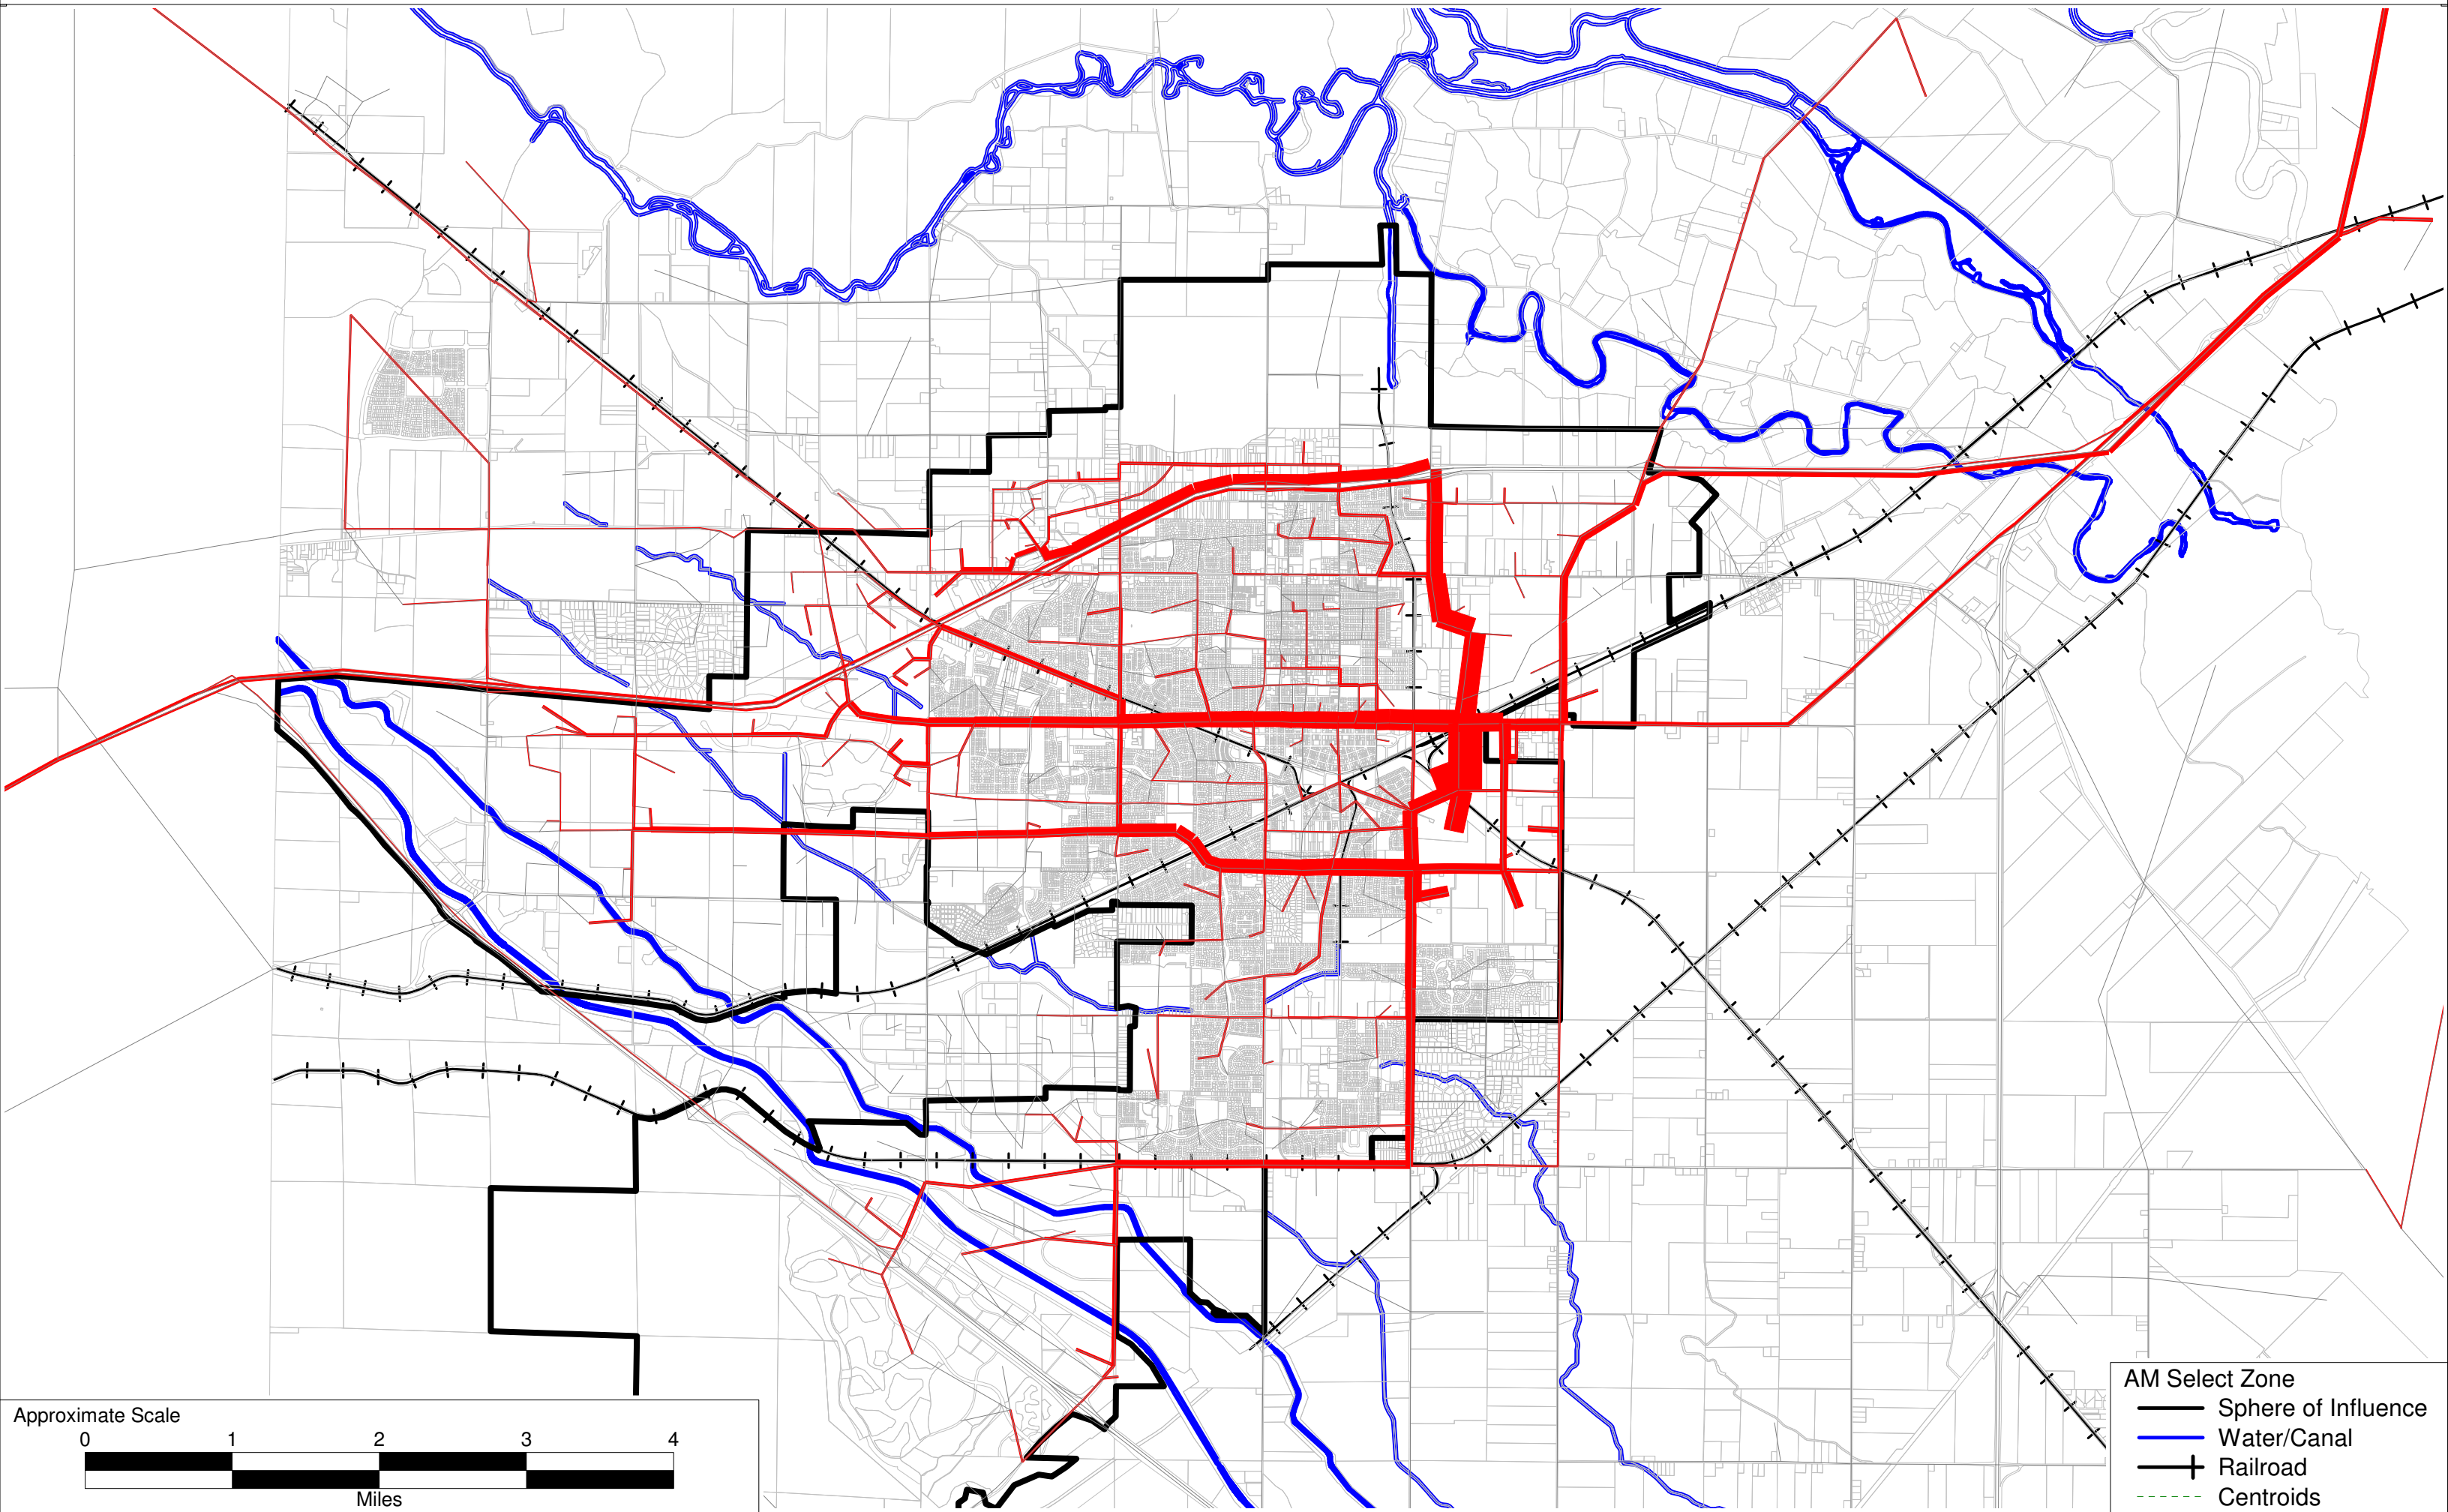 Approximate Scale
0 1 2 3 4
Miles
AM Select Zone
Sphere of Influence
Water/Canal
Railroad
Centroids